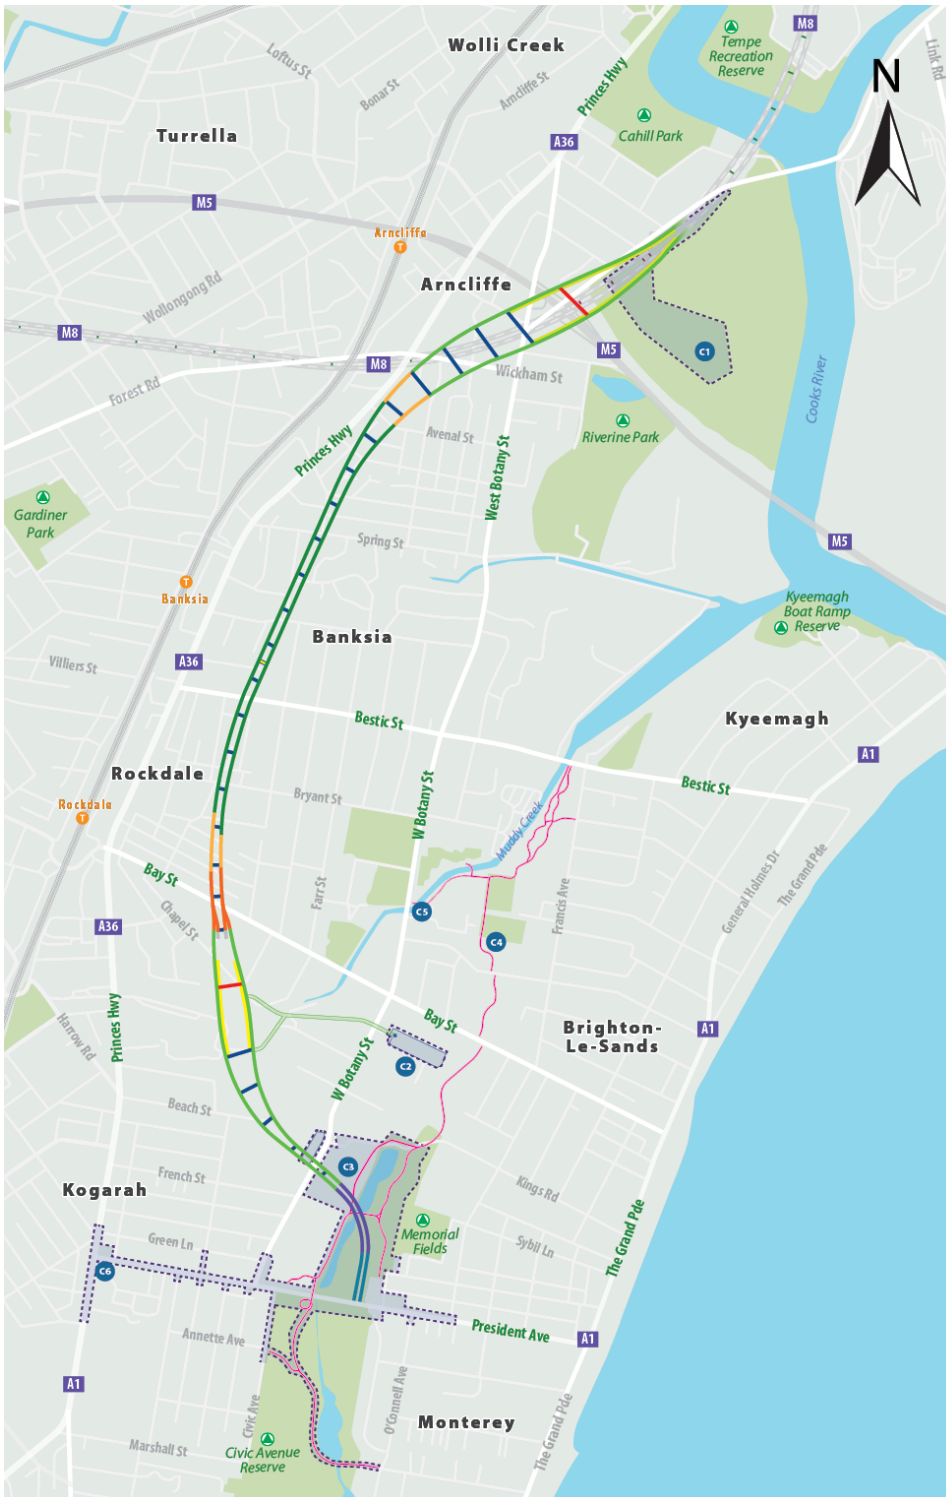 M8
Tempe
Recreation
Reserve
Link Rd
Wolli Creek
Loftus St
Princes Hwy
N
Bonar St
Arncliffe St
Cahill Park
Turrella
A36
M5
Arncliffe
T
Arncliffe
Wollongong Rd
M8
M5
C1
M8
Wickham St
Forest Rd
Cooks River
Avenal St
Riverine Park
Princes Hwy
West Botany St
Gardiner
Park
Spring St
M5
T
Banksia
Kyeemagh
Boat Ramp
Reserve
Banksia
Villiers St
A36
Bestic St
Kyeemagh
A1
Rockdale
Bestic St
Rockdale
T
Bryant St
W Botany St
Muddy Creek
Bay St
Farr St
General Holmes Dr
The Grand Pde
Francis Ave
C5
Chapel St
A36
C4
Harrow Rd
Princes Hwy
Bay St
Brighton-
Le-Sands
A1
W Botany St
C2
Beach St
C3
French St
Kogarah
Kings Rd
Memorial
Fields
Green Ln
Sybil Ln
The Grand Pde
C6
Annette Ave
President Ave
A1
A1
Civic Ave
O'Connell Ave
Monterey
The Grand Pde
Marshall St
Civic Avenue
Reserve